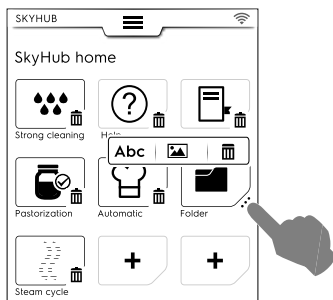 SKYHUB
SkyHub home
Strong cleaning
Help
Abc
Pastorization
Automatic
Folder
Steam cycle